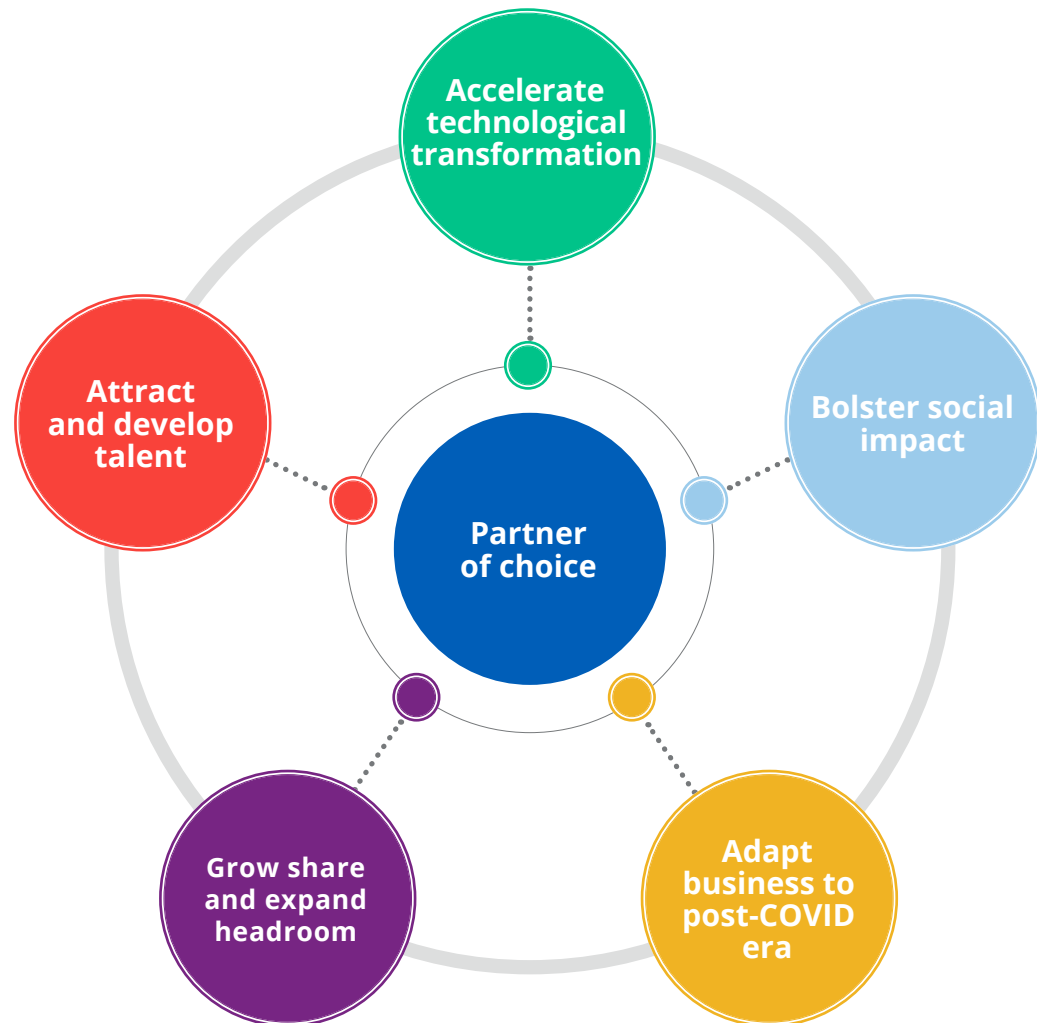 Accelerate
technological
transformation
Attract
and develop
talent
Bolster social
impact
Partner
of choice
Grow share
and expand
headroom
Adapt
business to
post-COVID
era